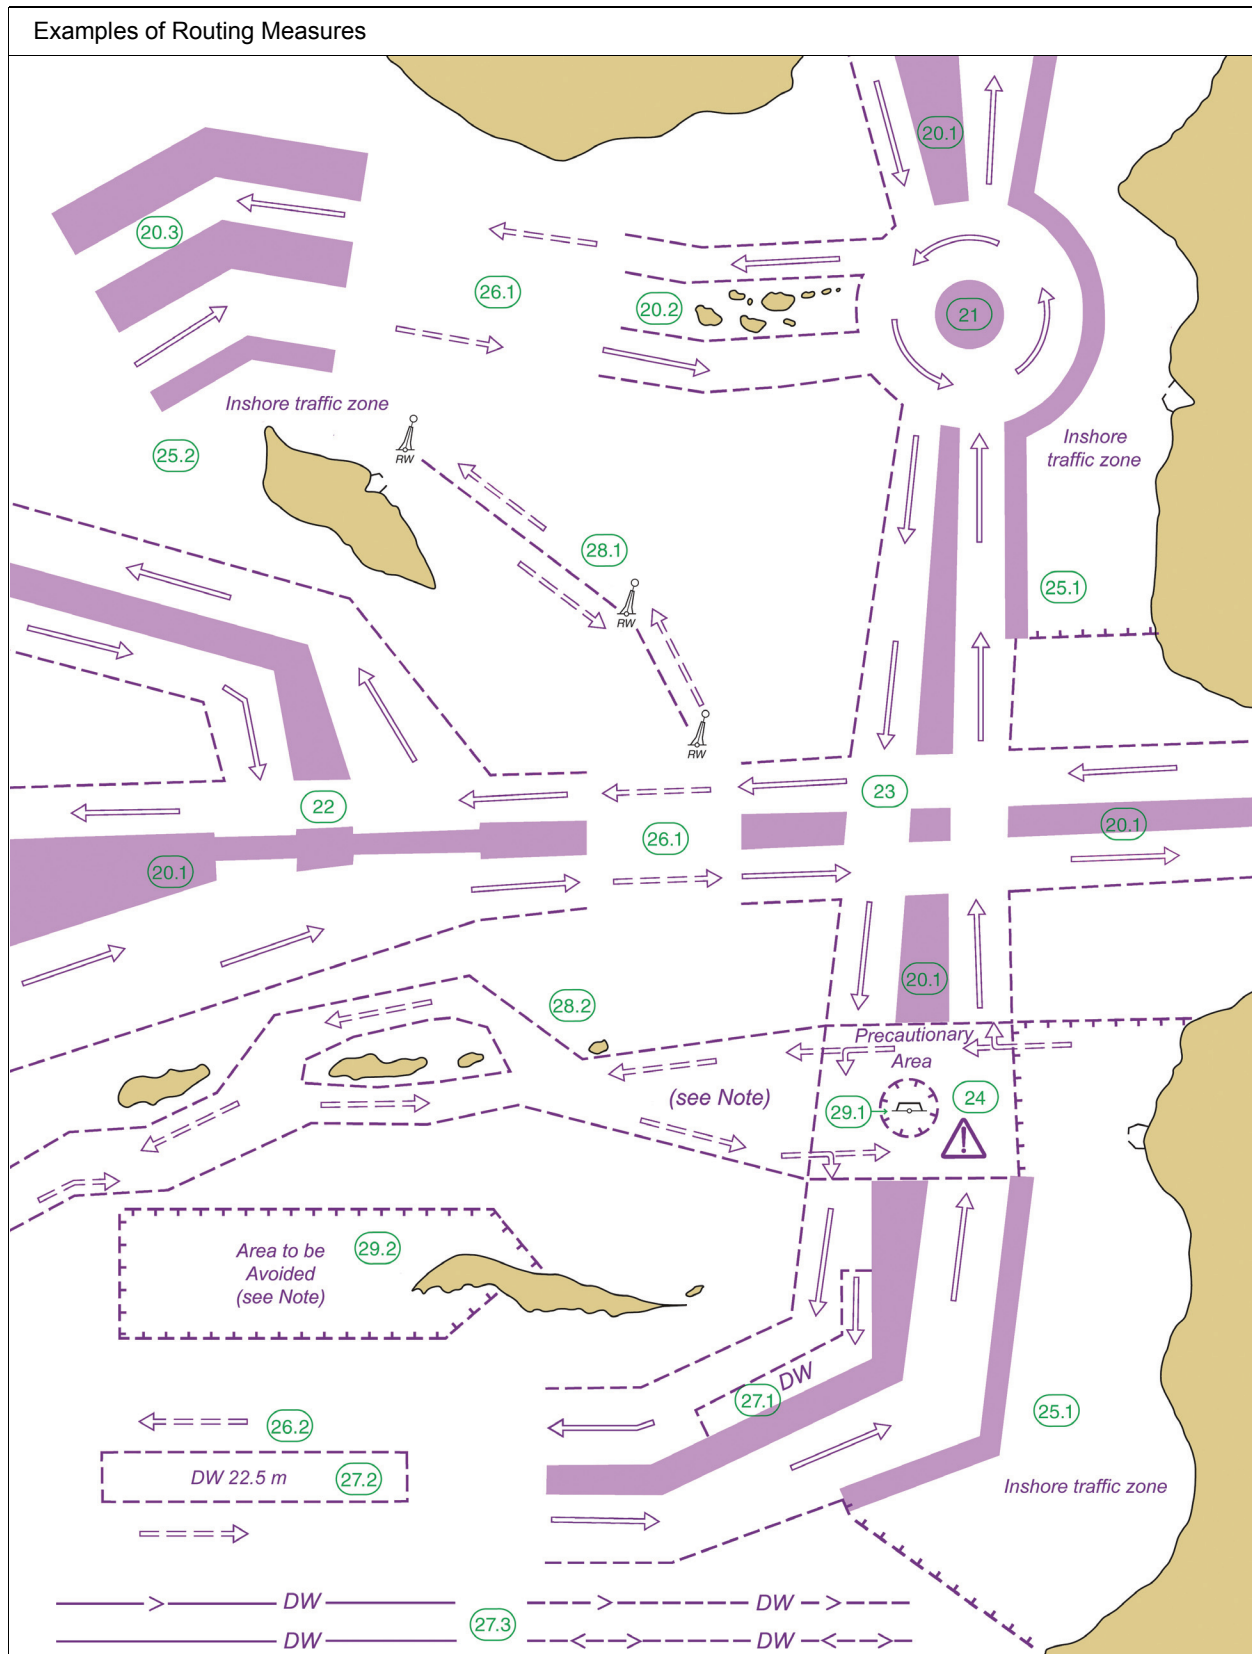 Examples of Routing Measures
20.1
20.3
26.1
20.2
21
Inshore traffic zone
RW
25.2
Inshore
traffic zone
28.1
RW
25.1
RW
22
23
20.1
26.1
20.1
20.1
28.2
Precautionary
Area
(see Note)
29.1
24
Area to be
Avoided
(see Note)
29.2
DW
27.1
26.2
25.1
DW 22.5 m
27.2
Inshore traffic zone
DW
DW
27.3
DW
DW